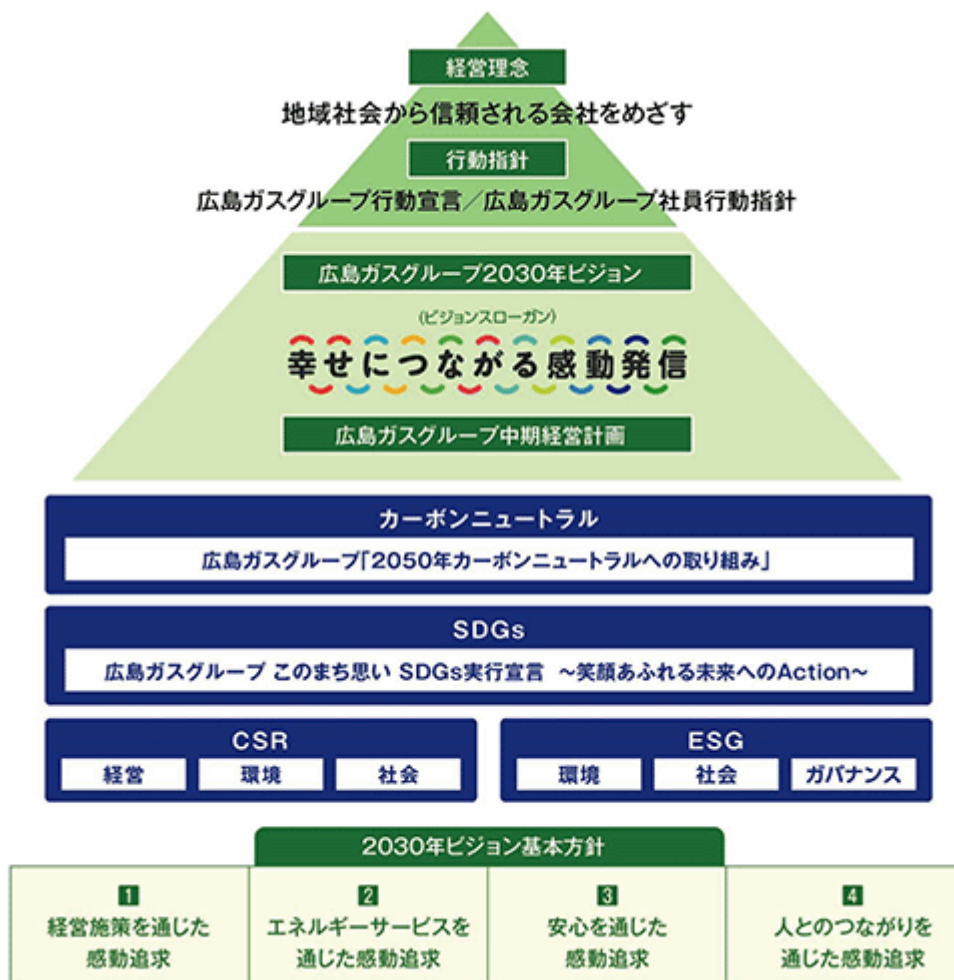 経営理念
地域社会から信頼される会社をめざす
行動指針
広島ガスグループ行動宣言／広島ガスグループ社員行動指針
広島ガスグループ2030年ビジョン
(ビジョンスローガン)
幸せにつながる感動発信
広島ガスグループ中期経営計画
カーボンニュートラル
広島ガスグループ「2050年カーボンニュートラルへの取り組み」
SDGs
広島ガスグループ このまち思い SDGs実行宣言 ～笑顔あふれる未来へのAction～
CSR
経営 環境 社会
ESG
環境 社会 ガバナンス
2030年ビジョン基本方針
1
経営施策を通じた
感動追求
2
エネルギーサービスを
通じた感動追求
3
安心を通じた
感動追求
4
人とのつながりを
通じた感動追求